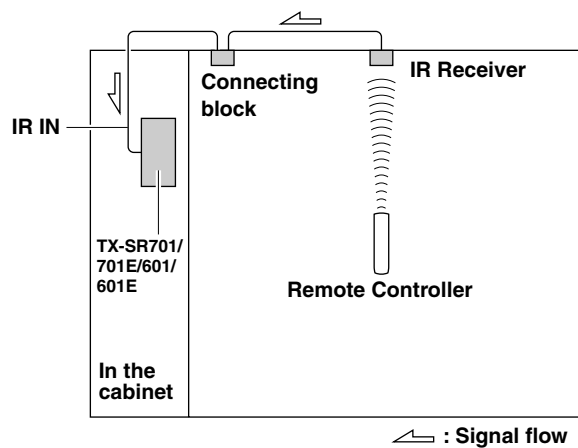 Connecting
block
IR Receiver
IR IN
TX-SR701/
701E/601/
601E
Remote Controller
In the
cabinet
: Signal flow